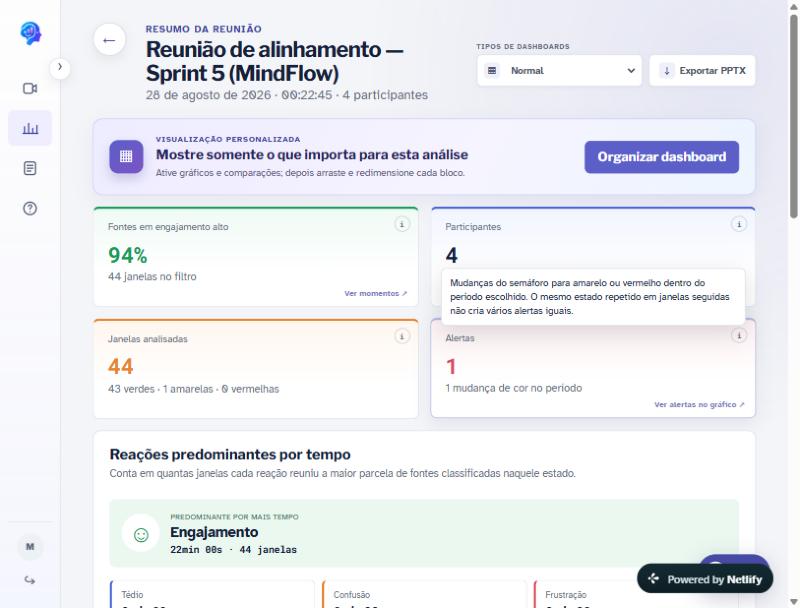 RESUMO DA REUNIÃO
Reunião de alinhamento —
Sprint 5 (MindFlow)
28 de agosto de 2026 · 00:22:45 · 4 participantes
TIPOS DE DASHBOARDS
Normal
Exportar PPTX
VISUALIZAÇÃO PERSONALIZADA
Mostre somente o que importa para esta análise
Ative gráficos e comparações; depois arraste e redimensione cada bloco.
Organizar dashboard
Fontes em engajamento alto
94%
44 janelas no filtro
Ver momentos ↗
Participantes
4
Mudanças do semáforo para amarelo ou vermelho dentro do
período escolhido. O mesmo estado repetido em janelas seguidas
não cria vários alertas iguais.
Janelas analisadas
44
43 verdes · 1 amarelas · 0 vermelhas
Alertas
1
1 mudança de cor no período
Ver alertas no gráfico ↗
Reações predominantes por tempo
Conta em quantas janelas cada reação reuniu a maior parcela de fontes classificadas naquele estado.
PREDOMINANTE POR MAIS TEMPO
Engajamento
22min 00s · 44 janelas
Tédio
Confusão
Frustração
M
Powered by Netlify